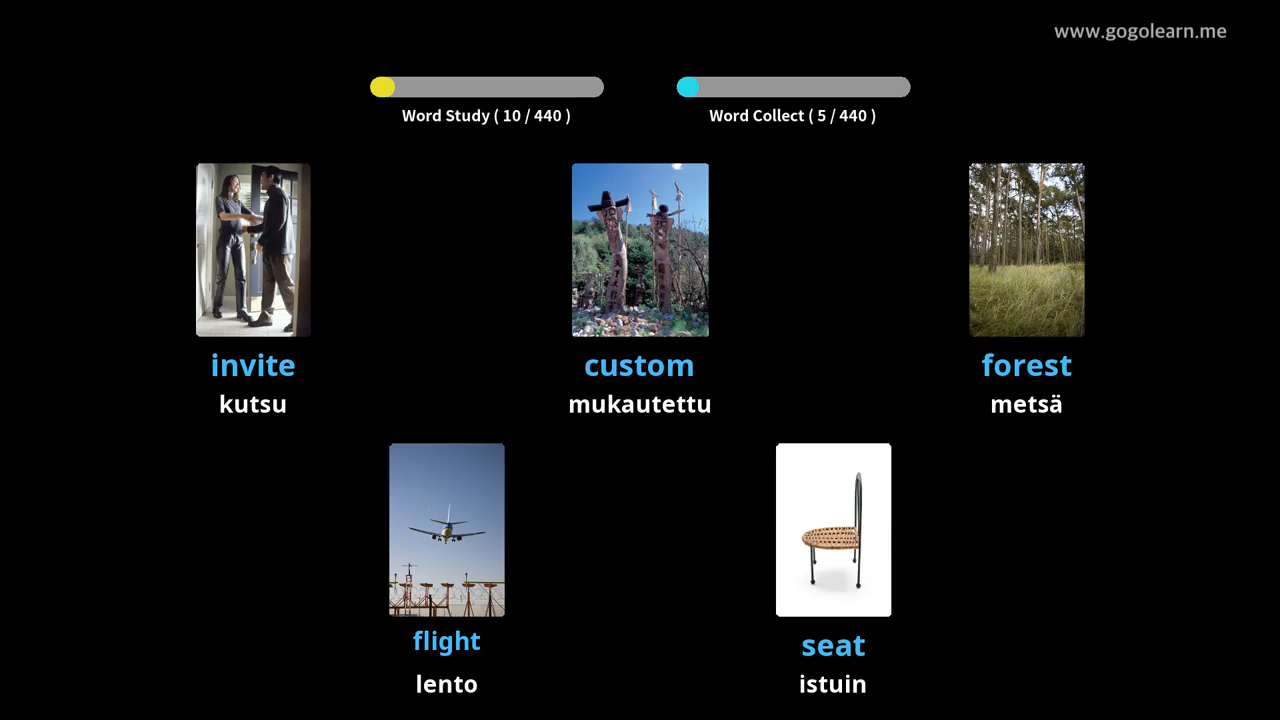 www.gogolearn.me
Word Study ( 10 / 440 )
Word Collect ( 5 / 440 )
invite
kutsu
custom
mukautettu
forest
metsä
flight
lento
seat
istuin